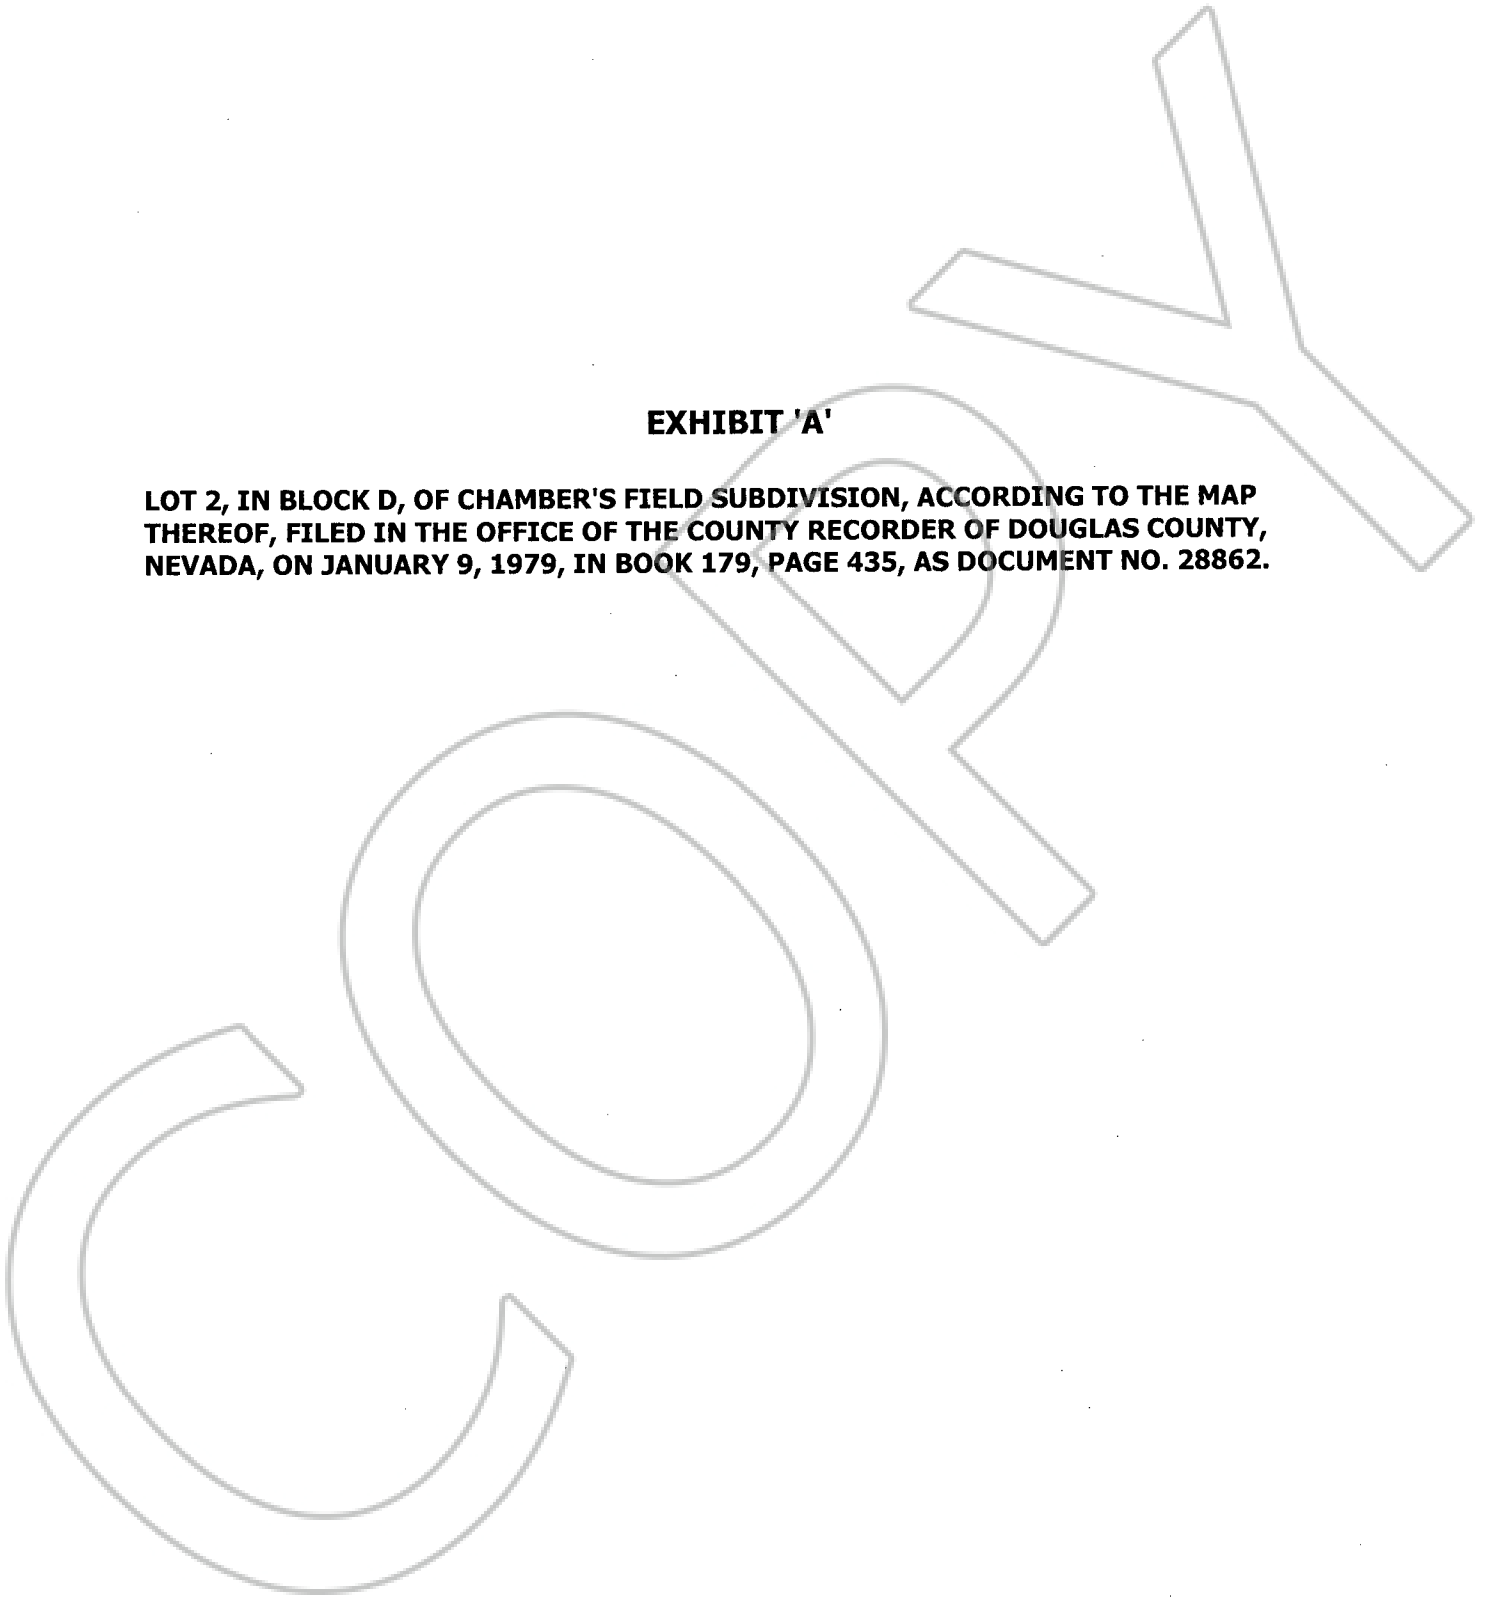 EXHIBIT 'A'
LOT 2, IN BLOCK D, OF CHAMBER'S FIELD SUBDIVISION, ACCORDING TO THE MAP
THEREOF, FILED IN THE OFFICE OF THE COUNTY RECORDER OF DOUGLAS COUNTY,
NEVADA, ON JANUARY 9, 1979, IN BOOK 179, PAGE 435, AS DOCUMENT NO. 28862.
COPY